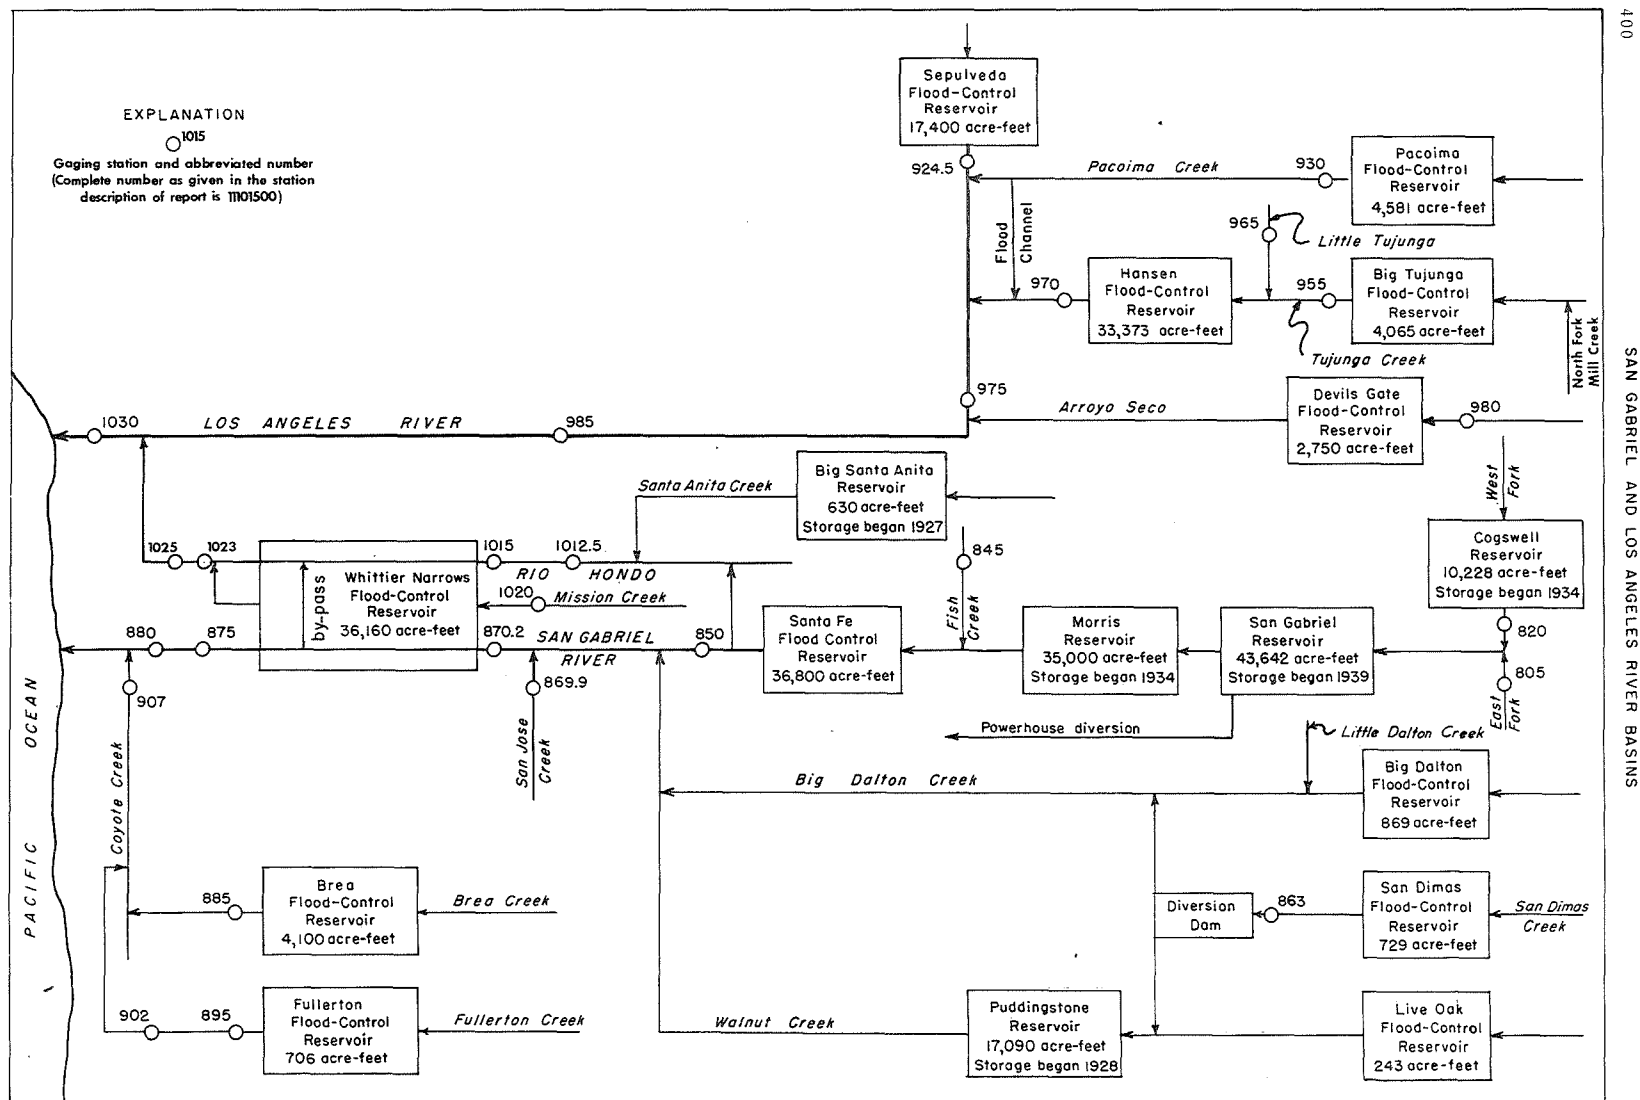 400
SAN GABRIEL AND LOS ANGELES RIVER BASINS
EXPLANATION
1015
Gaging station and abbreviated number
(Complete number as given in the station
description of report is 11101500)
Sepulveda
Flood-Control
Reservoir
17,400 acre-feet
924.5
Pacoima Creek
930
Pacoima
Flood-Control
Reservoir
4,581 acre-feet
Flood
Channel
965
Little Tujunga
970
Hansen
Flood-Control
Reservoir
33,373 acre-feet
955
Big Tujunga
Flood-Control
Reservoir
4,065 acre-feet
Tujunga Creek
North Fork
Mill Creek
975
Arroyo Seco
Devils Gate
Flood-Control
Reservoir
2,750 acre-feet
980
1030
LOS ANGELES RIVER
985
Santa Anita Creek
Big Santa Anita
Reservoir
630 acre-feet
Storage began 1927
West
Fork
Cogswell
Reservoir
10,228 acre-feet
Storage began 1934
1025
1023
1015
1012.5
RIO HONDO
845
Fish
Creek
by-pass
Whittier Narrows
Flood-Control
Reservoir
36,160 acre-feet
1020
Mission Creek
880
875
870.2
SAN GABRIEL
RIVER
850
Santa Fe
Flood Control
Reservoir
36,800 acre-feet
Morris
Reservoir
35,000 acre-feet
Storage began 1934
San Gabriel
Reservoir
43,642 acre-feet
Storage began 1939
820
805
East
Fork
907
869.9
San Jose
Creek
Powerhouse diversion
Little Dalton Creek
Big Dalton Creek
Big Dalton
Flood-Control
Reservoir
869 acre-feet
PACIFIC OCEAN
Coyote Creek
885
Brea
Flood-Control
Reservoir
4,100 acre-feet
Brea Creek
Diversion
Dam
863
San Dimas
Flood-Control
Reservoir
729 acre-feet
San Dimas
Creek
902
895
Fullerton
Flood-Control
Reservoir
706 acre-feet
Fullerton Creek
Walnut Creek
Puddingstone
Reservoir
17,090 acre-feet
Storage began 1928
Live Oak
Flood-Control
Reservoir
243 acre-feet